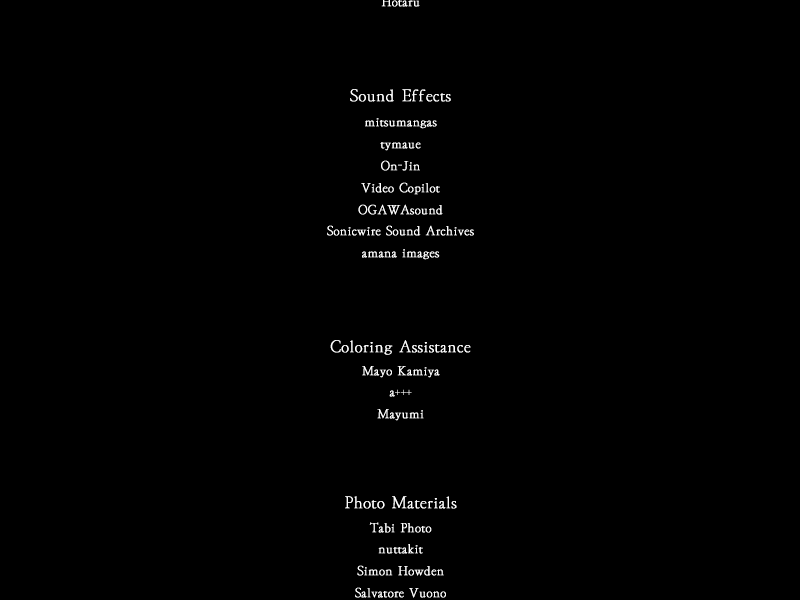 Hotaru
Sound Effects
mitsumangas
tymaue
On-Jin
Video Copilot
OGAWAsound
Sonicwire Sound Archives
amana images
Coloring Assistance
Mayo Kamiya
a+++
Mayumi
Photo Materials
Tabi Photo
nuttakit
Simon Howden
Salvatore Vuono